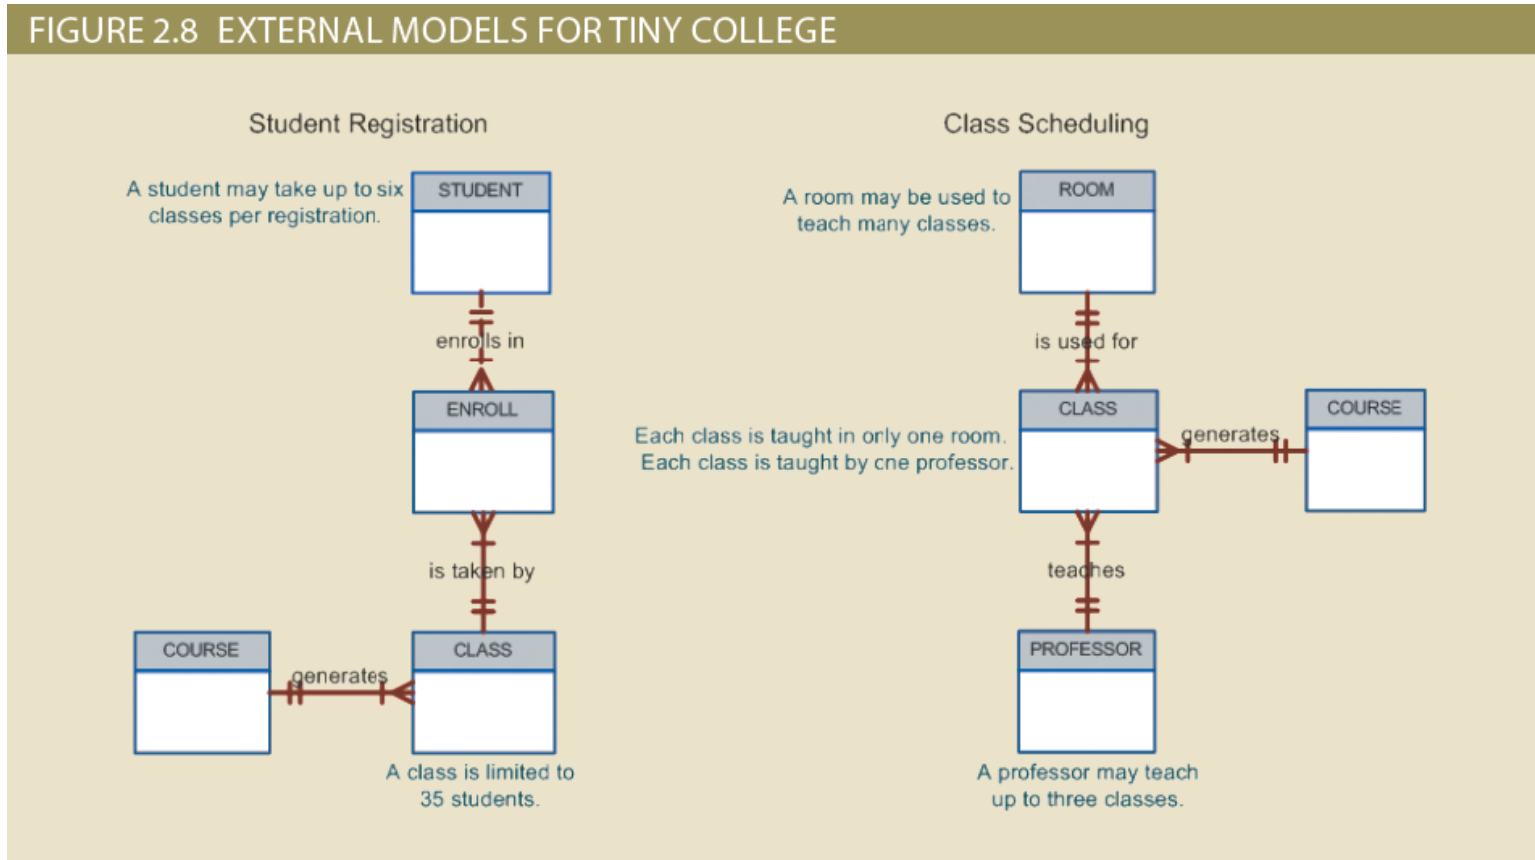 FIGURE 2.8 EXTERNAL MODELS FOR TINY COLLEGE
Student Registration
A student may take up to six
classes per registration.
STUDENT
enrolls in
ENROLL
is taken by
COURSE
generates
CLASS
A class is limited to
35 students.
Class Scheduling
A room may be used to
teach many classes.
ROOM
is used for
Each class is taught in only one room.
Each class is taught by one professor.
CLASS
generates
COURSE
teaches
PROFESSOR
A professor may teach
up to three classes.